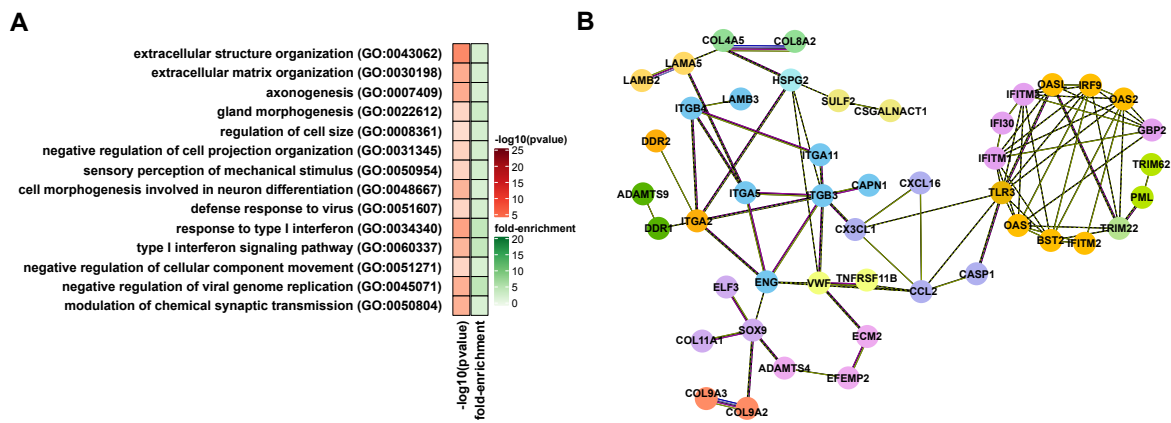 A
extracellular structure organization (GO:0043062)
extracellular matrix organization (GO:0030198)
axonogenesis (GO:0007409)
gland morphogenesis (GO:0022612)
regulation of cell size (GO:0008361)
negative regulation of cell projection organization (GO:0031345)
sensory perception of mechanical stimulus (GO:0050954)
cell morphogenesis involved in neuron differentiation (GO:0048667)
defense response to virus (GO:0051607)
response to type I interferon (GO:0034340)
type I interferon signaling pathway (GO:0060337)
negative regulation of cellular component movement (GO:0051271)
negative regulation of viral genome replication (GO:0045071)
modulation of chemical synaptic transmission (GO:0050804)
-log10(pvalue)
fold-enrichment
-log10(pvalue)
25
20
15
10
5
fold-enrichment
20
15
10
5
0
B
COL4A5
COL8A2
LAMA5
LAMB2
HSPG2
SULF2
CSGALNACT1
ITGB4
LAMB3
DDR2
ITGA11
ADAMTS9
ITGA5
ITGB3
CAPN1
CXCL16
DDR1
ITGA2
CX3CL1
ENG
VWF
TNFRSF11B
CCL2
CASP1
ELF3
SOX9
COL11A1
ECM2
ADAMTS4
EFEMP2
COL9A3
COL9A2
OASL
IRF9
IFITM3
OAS2
IFI30
GBP2
IFITM1
TRIM62
TLR3
PML
OAS1
TRIM22
BST2
IFITM2